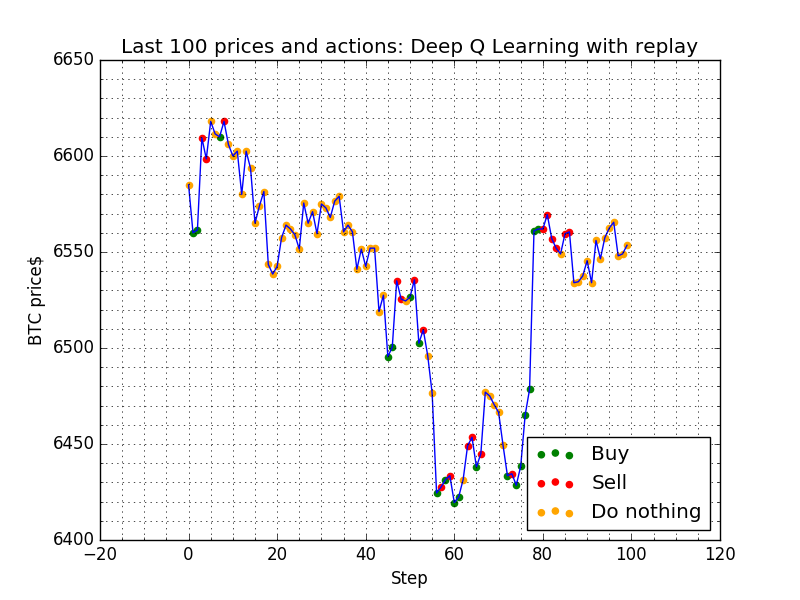 Last 100 prices and actions: Deep Q Learning with replay
6650
6600
6550
6500
6450
6400
BTC price$
Buy
Sell
Do nothing
−20
0
20
40
60
80
100
120
Step